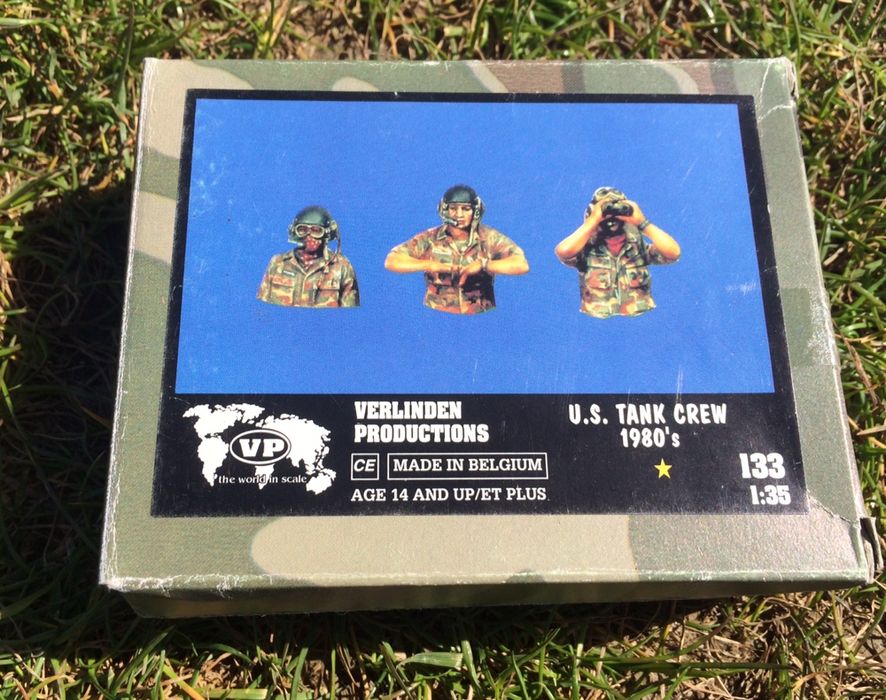 VP
the world in scale
VERLINDEN
PRODUCTIONS
CE
MADE IN BELGIUM
AGE 14 AND UP/ET PLUS
U.S. TANK CREW
1980's
133
1:35